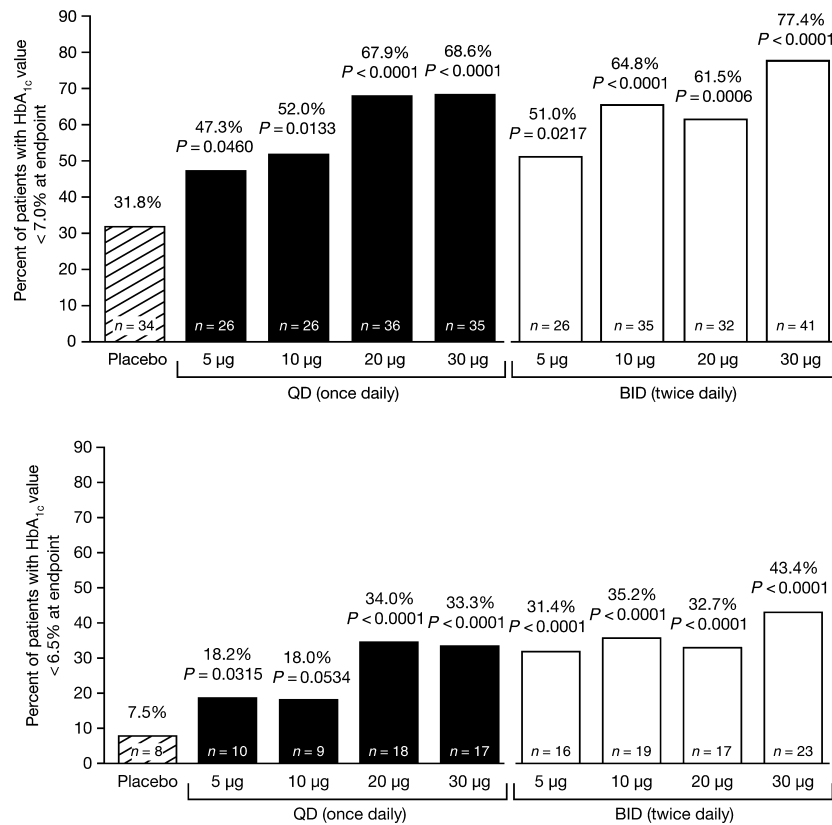 Percent of patients with HbA1c value
<7.0% at endpoint
90
80
70
60
50
40
30
20
10
0
31.8%
47.3%
P = 0.0460
52.0%
P = 0.0133
67.9%
P < 0.0001
68.6%
P < 0.0001
51.0%
P = 0.0217
64.8%
P < 0.0001
61.5%
P = 0.0006
77.4%
P < 0.0001
n = 34
n = 26
n = 26
n = 36
n = 35
n = 26
n = 35
n = 32
n = 41
Placebo
5 µg
10 µg
20 µg
30 µg
5 µg
10 µg
20 µg
30 µg
QD (once daily)
BID (twice daily)
Percent of patients with HbA1c value
<6.5% at endpoint
90
80
70
60
50
40
30
20
10
0
7.5%
18.2%
P = 0.0315
18.0%
P = 0.0534
34.0%
P < 0.0001
33.3%
P < 0.0001
31.4%
P < 0.0001
35.2%
P < 0.0001
32.7%
P < 0.0001
43.4%
P < 0.0001
n = 8
n = 10
n = 9
n = 18
n = 17
n = 16
n = 19
n = 17
n = 23
Placebo
5 µg
10 µg
20 µg
30 µg
5 µg
10 µg
20 µg
30 µg
QD (once daily)
BID (twice daily)